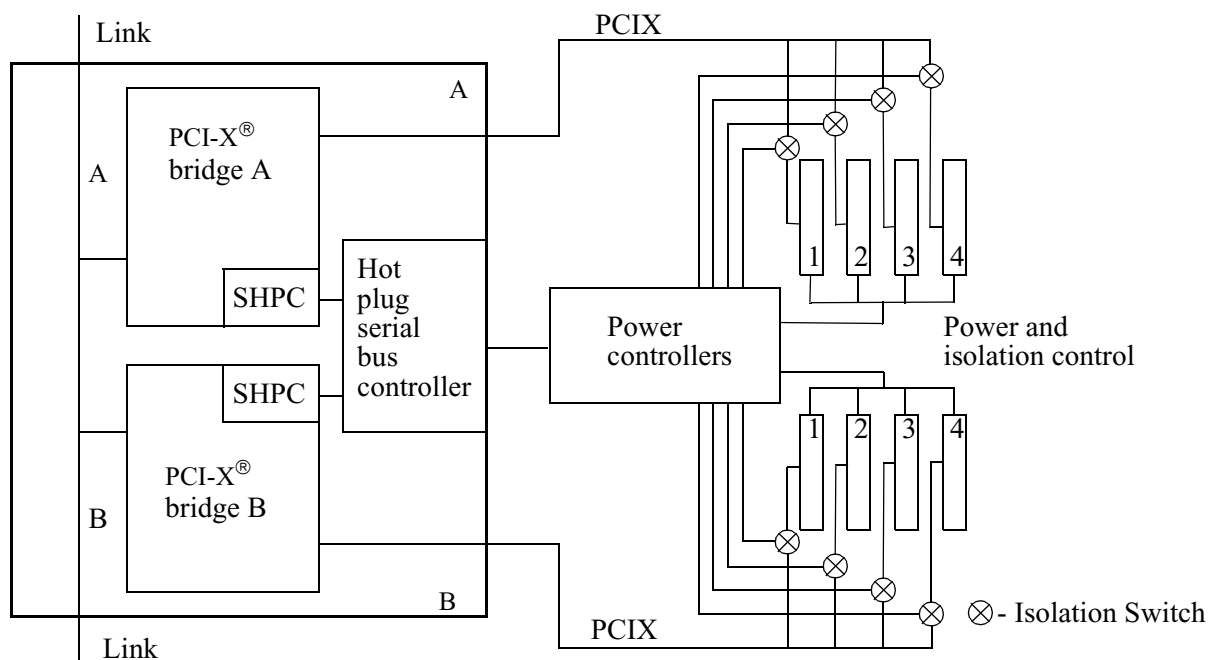 Link
PCIX
A
PCI-X®
bridge A
A
SHPC
Hot
plug
serial
bus
controller
SHPC
PCI-X®
bridge B
B
B
Link
Power
controllers
1 2 3 4
Power and
isolation control
1 2 3 4
PCIX
⊗ - Isolation Switch